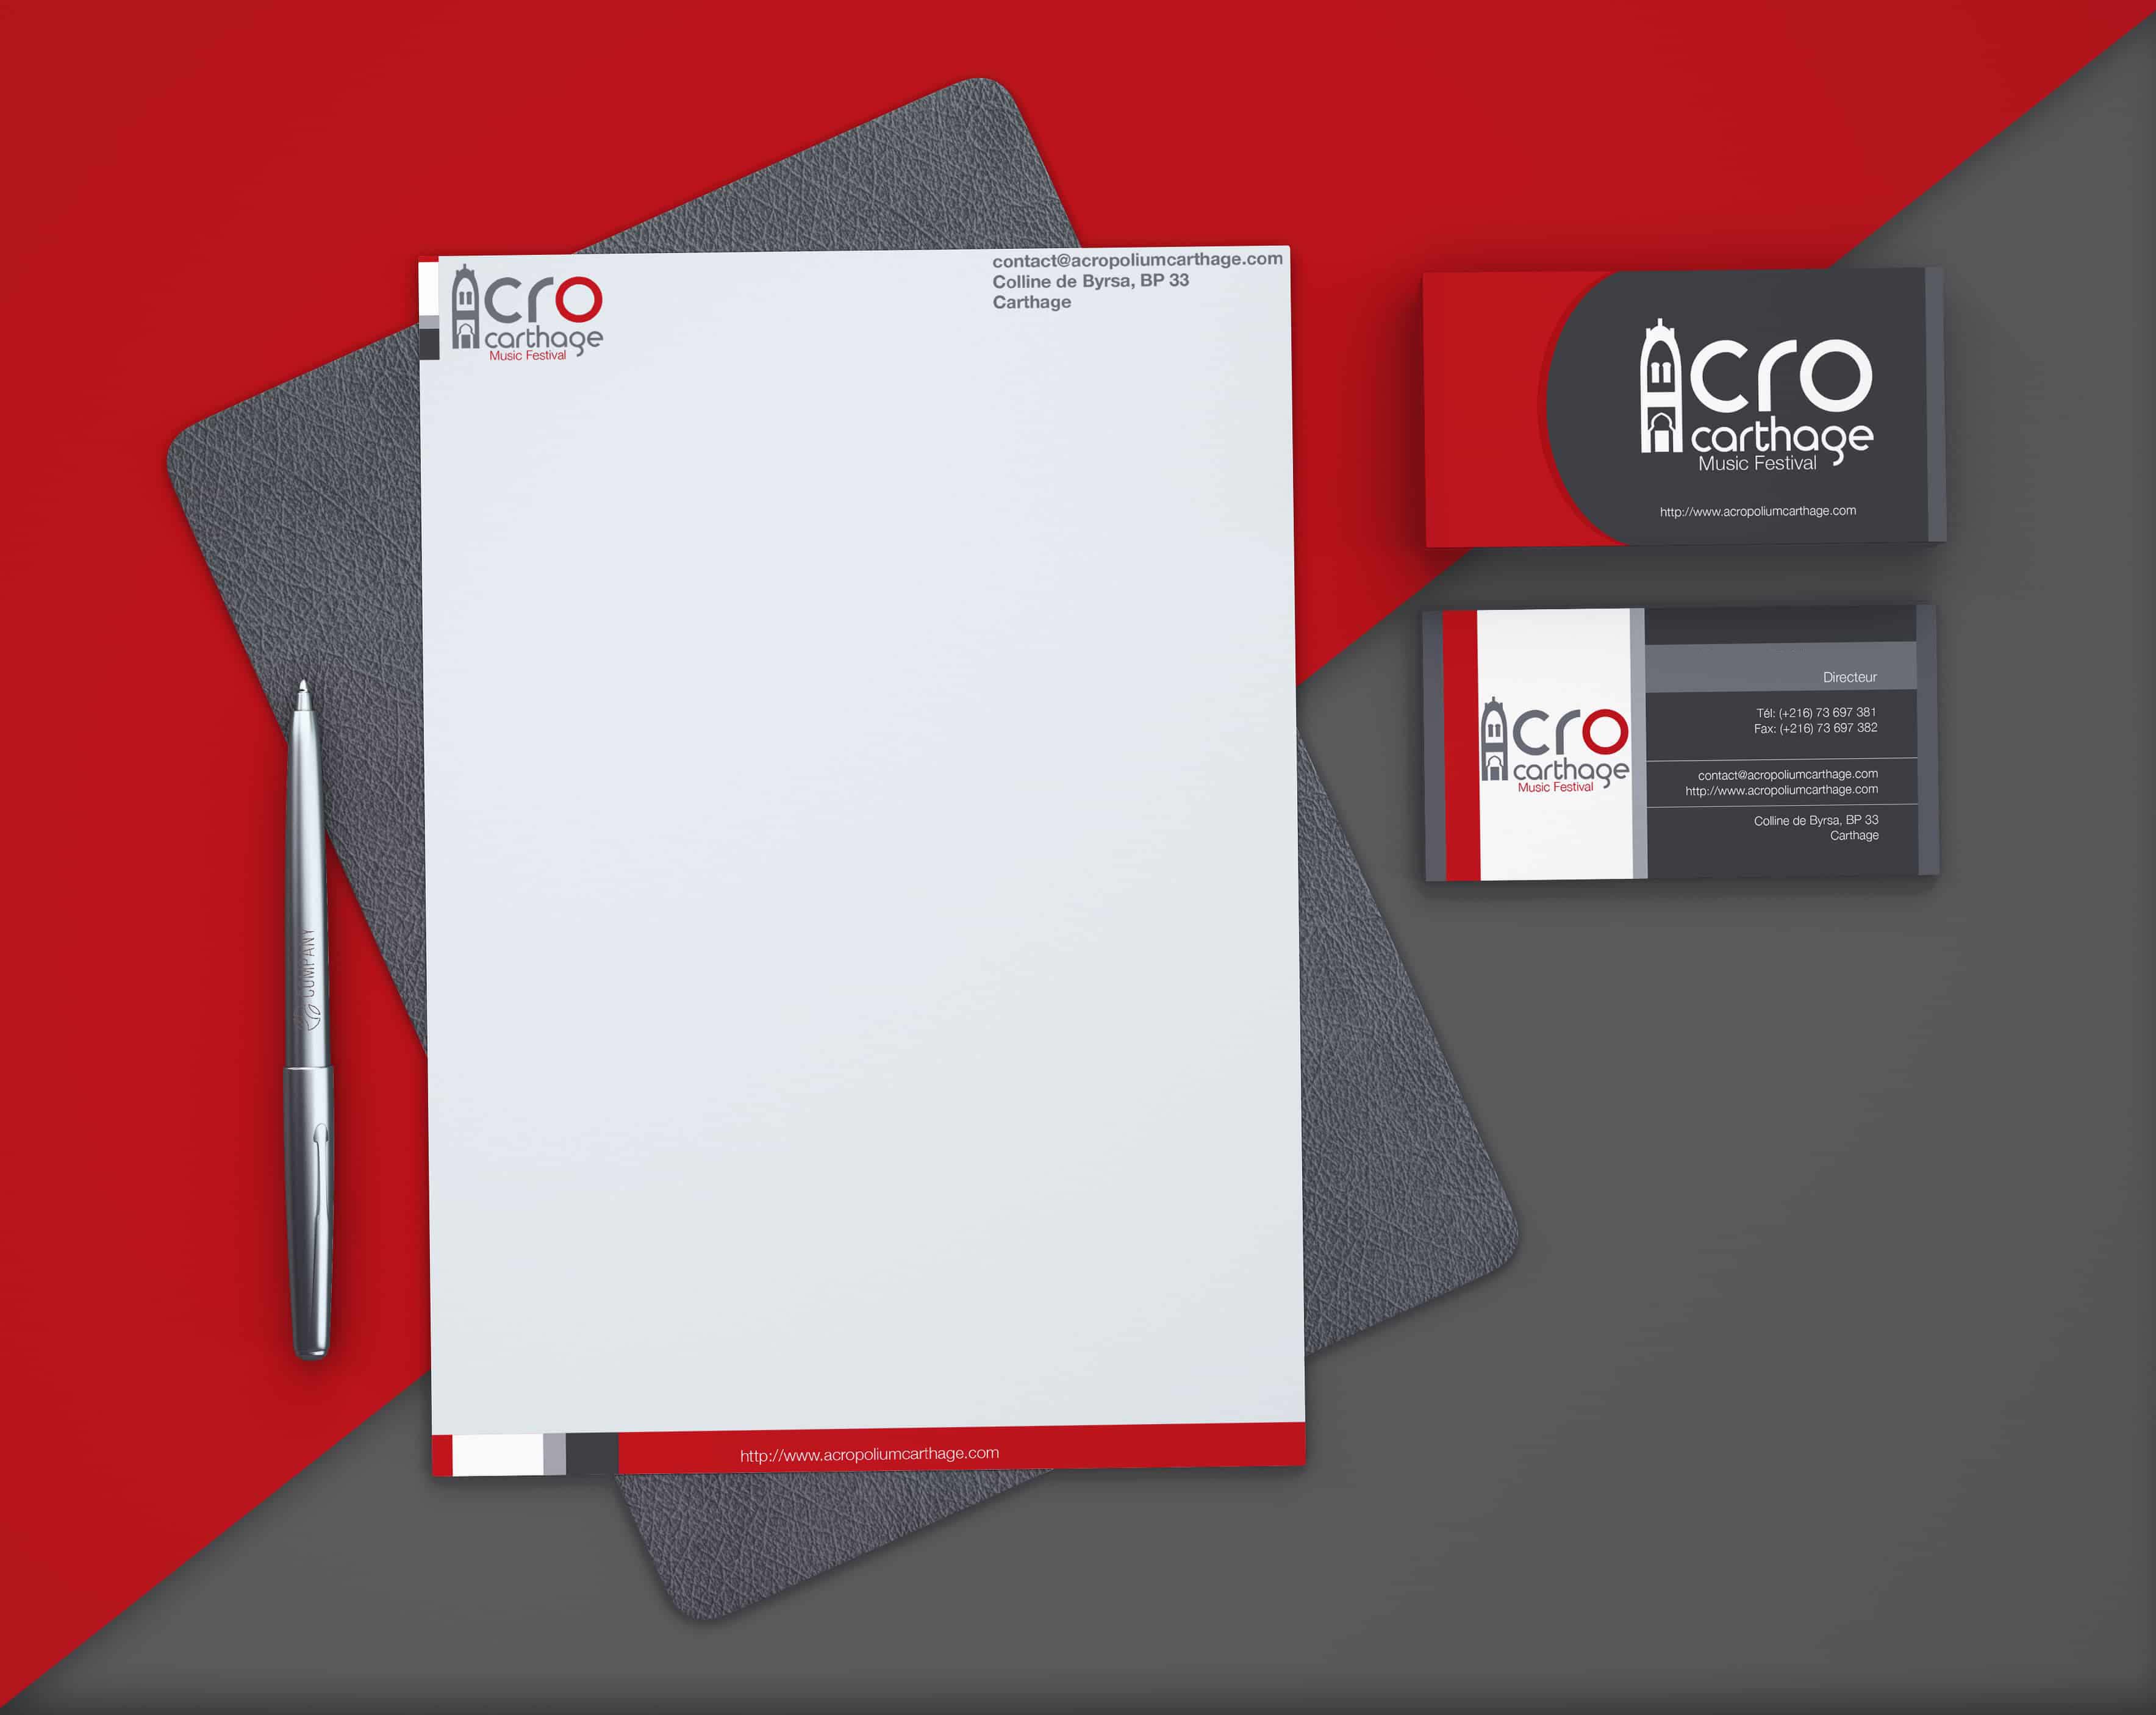 Acro
carthage
Music Festival
contact@acropoliumcarthage.com
Colline de Byrsa, BP 33
Carthage
http://www.acropoliumcarthage.com
Acro
carthage
Music Festival
http://www.acropoliumcarthage.com
Acro
carthage
Music Festival
Directeur
Tél: (+216) 73 697 381
Fax: (+216) 73 697 382
contact@acropoliumcarthage.com
http://www.acropoliumcarthage.com
Colline de Byrsa, BP 33
Carthage
COMPANY